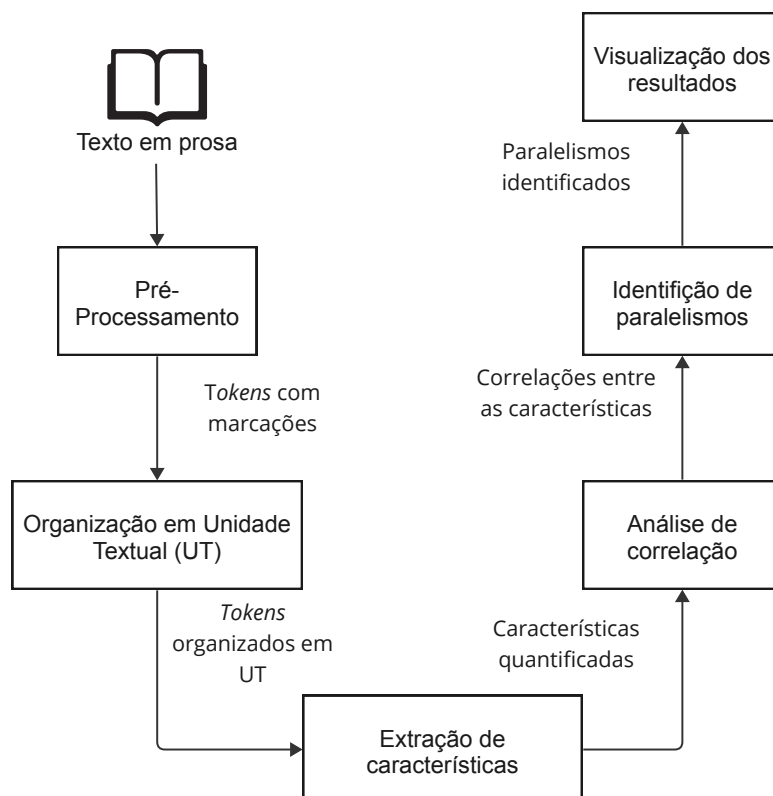 Texto em prosa
Pré-
Processamento
Tokens com
marcações
Organização em Unidade
Textual (UT)
Tokens
organizados em
UT
Extração de
características
Características
quantificadas
Análise de
correlação
Correlações entre
as características
Identifição de
paralelismos
Paralelismos
identificados
Visualização dos
resultados